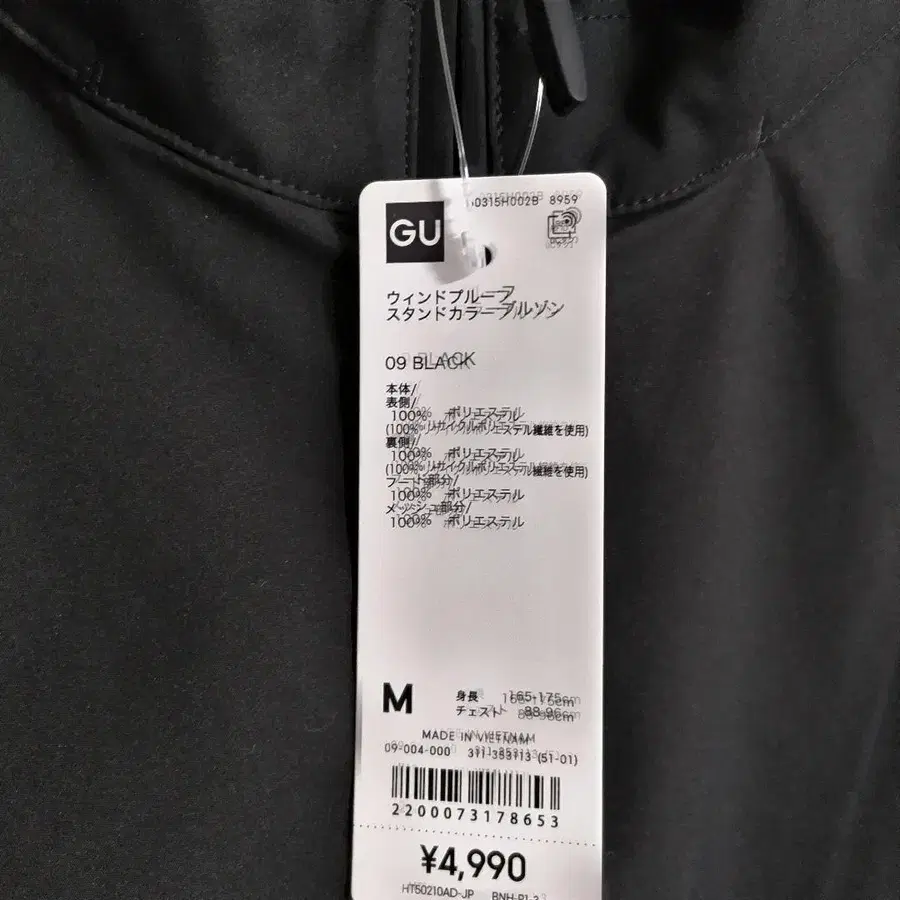 0315H002B 8959
GU
ウィンドプルーフ
スタンドカラーブルゾン
09 BLACK
本体/
表側/
100% ポリエステル
(100% リサイクルポリエステル繊維を使用)
裏側/
100% ポリエステル
(100% リサイクルポリエステル繊維を使用)
フード部分/
100% ポリエステル
メッシュ部分/
100% ポリエステル
M 身長 165-175cm
チェスト 88-96cm
MADE IN VIETNAM
09-004-000 311-353113 (51-01)
2200073178653
¥4,990
HT50210AD-JP